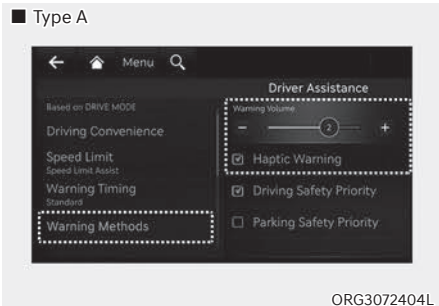 ■ Type A
Menu
Driver Assistance
Based on DRIVE MODE
Driving Convenience
Speed Limit
Speed Limit Assist
Warning Timing
Standard
Warning Methods
Warning Volume
- 2 +
Haptic Warning
Driving Safety Priority
Parking Safety Priority
ORG3072404L